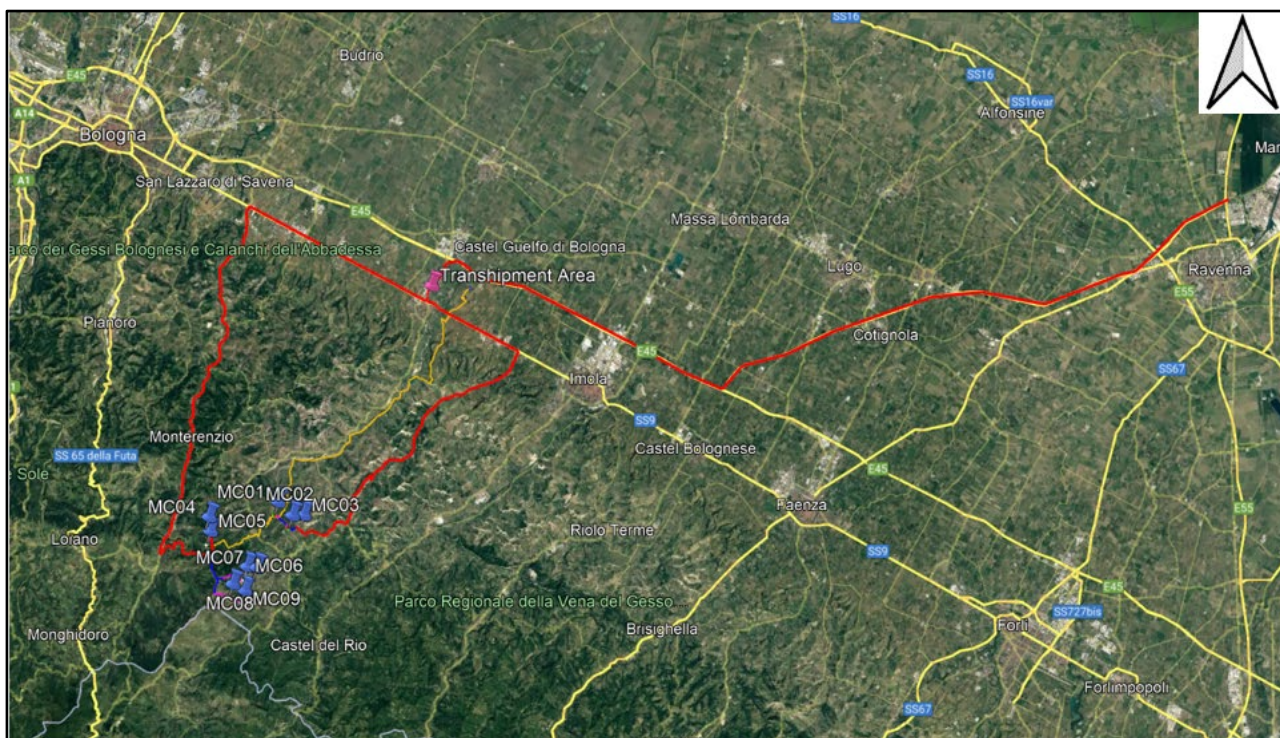 SS16
Budrio
E45
SS16
A14
SS16var
Alfonsine
Bologna
Mar
A1
San Lazzaro di Savena
E45
Massa Lombarda
arco dei Gessi Bolognesi e Calanchi dell'Abbadessa
Castel Guelfo di Bologna
Transhipment Area
Lugo
Ravenna
E55
Pianoro
Cotignola
E45
SS67
Imola
SS9
Monterenzio
Castel Bolognese
SS 65 della Futa
E45
e Sole
MC01
MC02
MC03
MC04
MC05
Faenza
E55
Riolo Terme
Loiano
MC07
MC06
SS9
MC08
MC09
Parco Regionale della Vena del Gesso
E45
SS727bis
Forlì
Brisighella
Monghidoro
Castel del Rio
Forlimpopoli
SS67